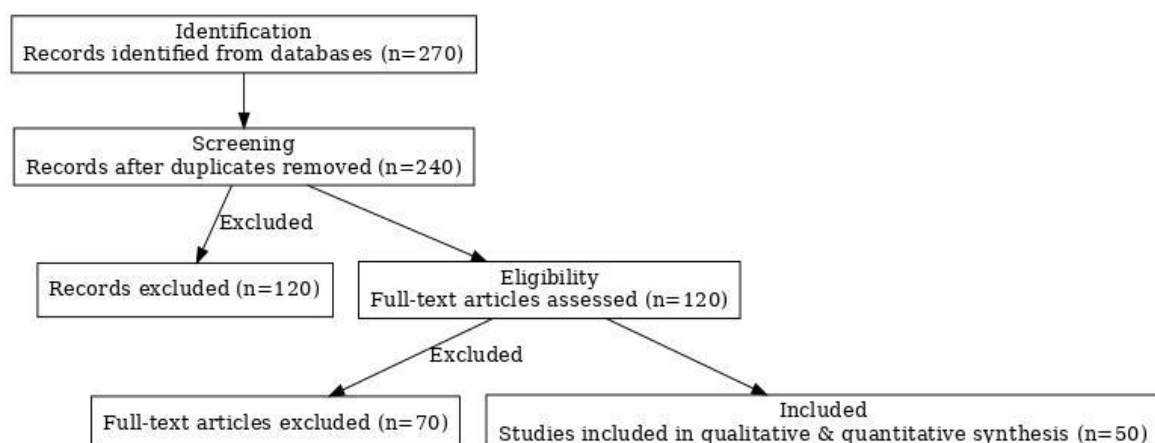 Identification
Records identified from databases (n=270)
Screening
Records after duplicates removed (n=240)
Excluded
Records excluded (n=120)
Eligibility
Full-text articles assessed (n=120)
Excluded
Full-text articles excluded (n=70)
Included
Studies included in qualitative & quantitative synthesis (n=50)